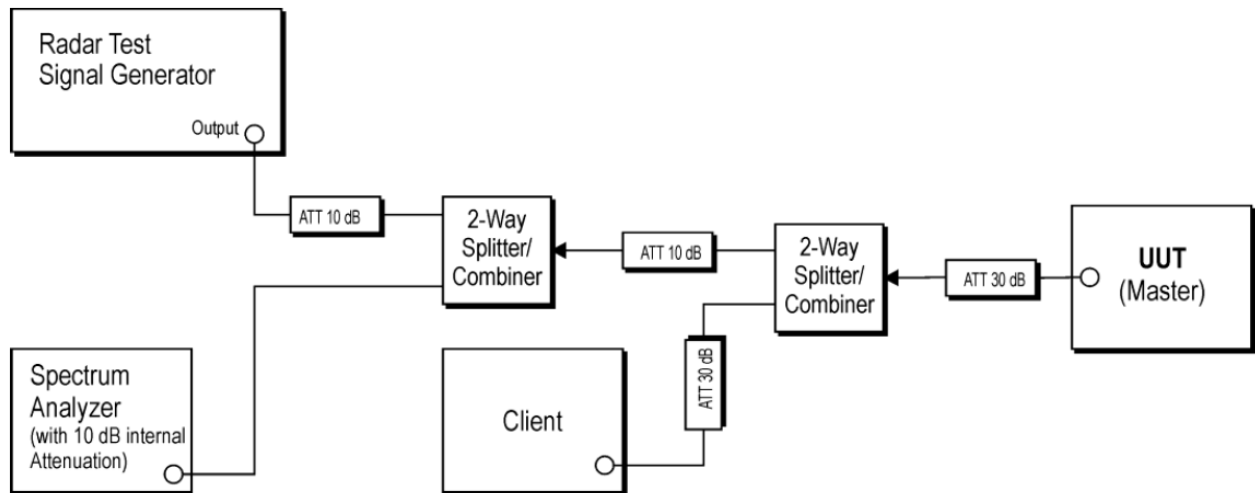 Radar Test
Signal Generator
Output
ATT 10 dB
2-Way
Splitter/
Combiner
ATT 10 dB
2-Way
Splitter/
Combiner
ATT 30 dB
UUT
(Master)
Spectrum
Analyzer
(with 10 dB internal
Attenuation)
Client
ATT 30 dB